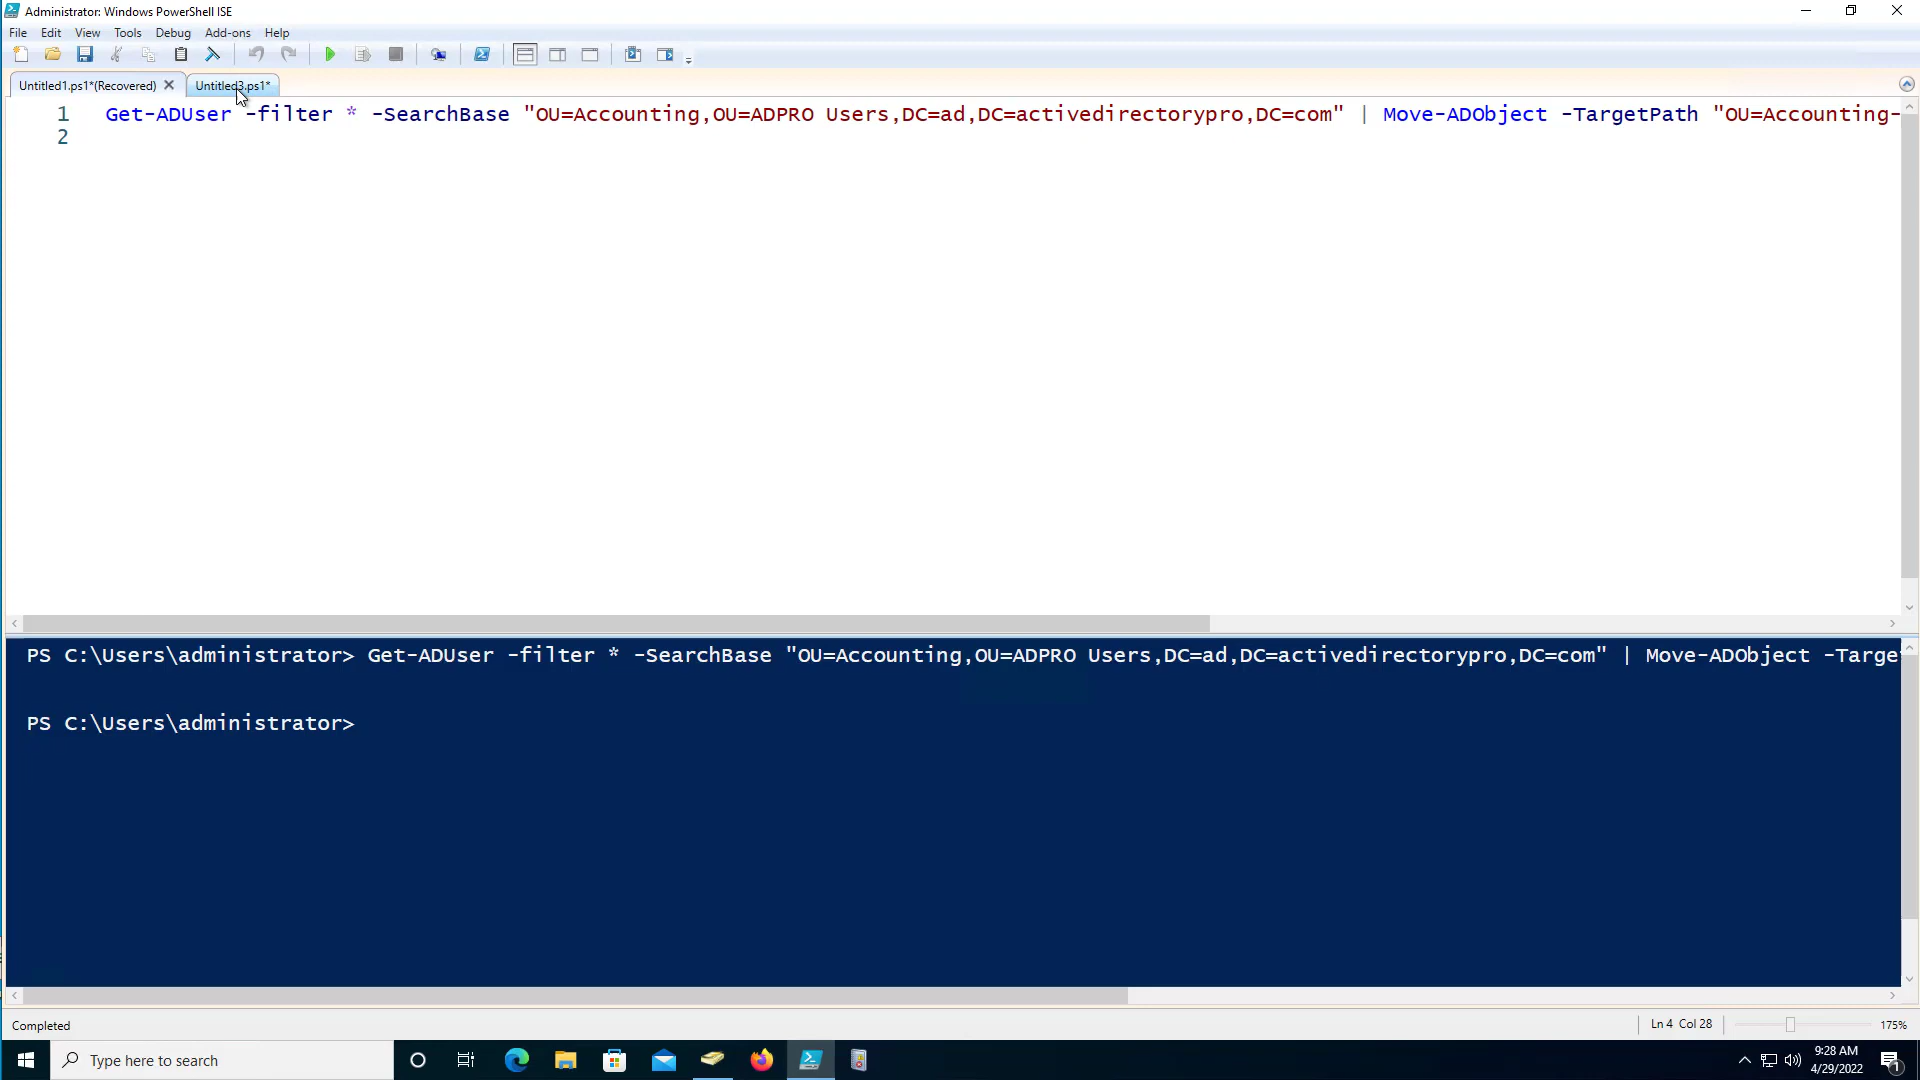 Administrator: Windows PowerShell ISE
File Edit View Tools Debug Add-ons Help
Untitled1.ps1*(Recovered) Untitled3.ps1*
1 Get-ADUser -filter * -SearchBase "OU=Accounting,OU=ADPRO Users,DC=ad,DC=activedirectorypro,DC=com" | Move-ADObject -TargetPath "OU=Accounting-
2
PS C:\Users\administrator> Get-ADUser -filter * -SearchBase "OU=Accounting,OU=ADPRO Users,DC=ad,DC=activedirectorypro,DC=com" | Move-ADObject -Targe
PS C:\Users\administrator>
Completed Ln 4 Col 28 175%
Type here to search
9:28 AM
4/29/2022
1